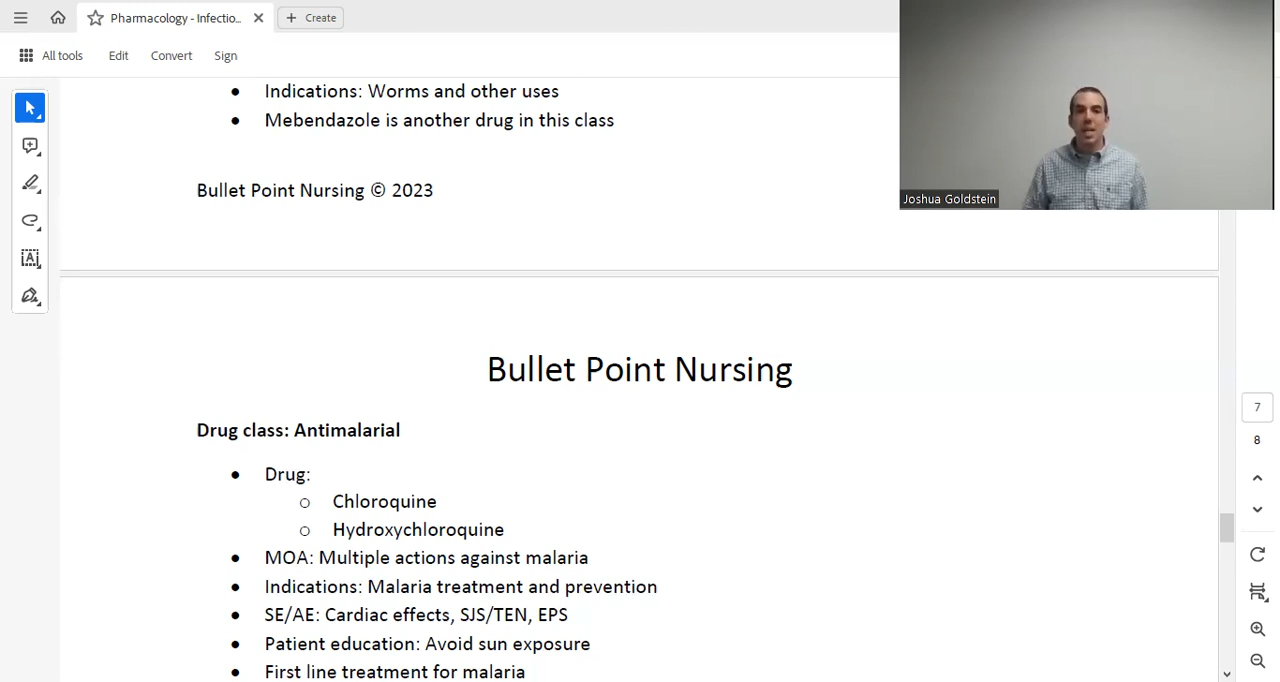 Pharmacology - Infectio...
Create
All tools
Edit
Convert
Sign
Joshua Goldstein
• Indications: Worms and other uses
• Mebendazole is another drug in this class
Bullet Point Nursing © 2023
Bullet Point Nursing
Drug class: Antimalarial
• Drug:
○ Chloroquine
○ Hydroxychloroquine
• MOA: Multiple actions against malaria
• Indications: Malaria treatment and prevention
• SE/AE: Cardiac effects, SJS/TEN, EPS
• Patient education: Avoid sun exposure
• First line treatment for malaria
7
8